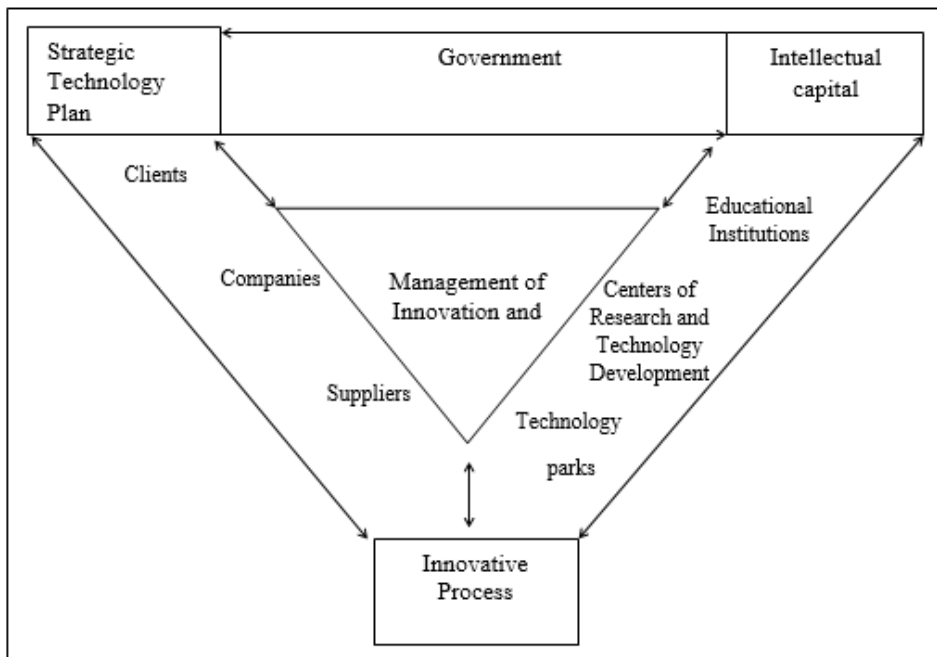 Strategic
Technology
Plan
Government
Intellectual
capital
Clients
Educational
Institutions
Companies
Management of
Innovation and
Centers of
Research and
Technology
Development
Suppliers
Technology
parks
Innovative
Process